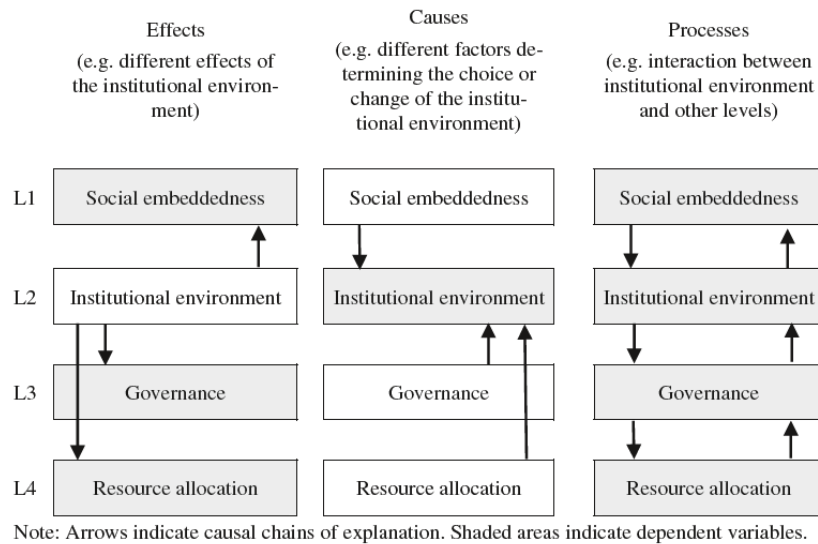 Effects
(e.g. different effects of
the institutional environ-
ment)
Causes
(e.g. different factors de-
termining the choice or
change of the institu-
tional environment)
Processes
(e.g. interaction between
institutional environment
and other levels)
L1
Social embeddedness
Social embeddedness
Social embeddedness
L2
Institutional environment
Institutional environment
Institutional environment
L3
Governance
Governance
Governance
L4
Resource allocation
Resource allocation
Resource allocation
Note: Arrows indicate causal chains of explanation. Shaded areas indicate dependent variables.